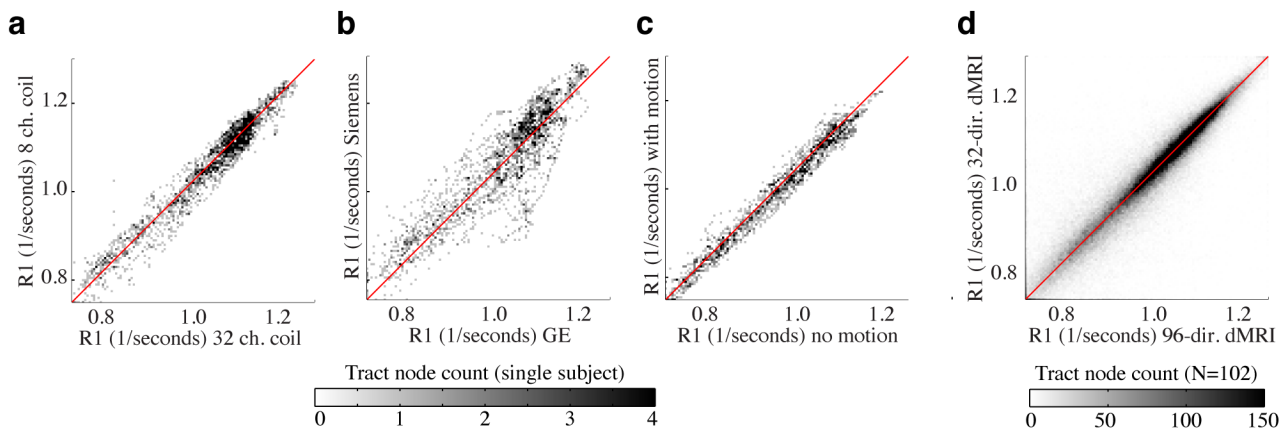 a
R1 (1/seconds) 8 ch. coil
1.2
1.0
0.8
0.8 1.0 1.2
R1 (1/seconds) 32 ch. coil
b
R1 (1/seconds) Siemens
0.8 1.0 1.2
R1 (1/seconds) GE
c
R1 (1/seconds) with motion
0.8 1.0 1.2
R1 (1/seconds) no motion
d
R1 (1/seconds) 32-dir. dMRI
1.2
1.0
0.8
0.8 1.0 1.2
R1 (1/seconds) 96-dir. dMRI
Tract node count (single subject)
0 1 2 3 4
Tract node count (N=102)
0 50 100 150